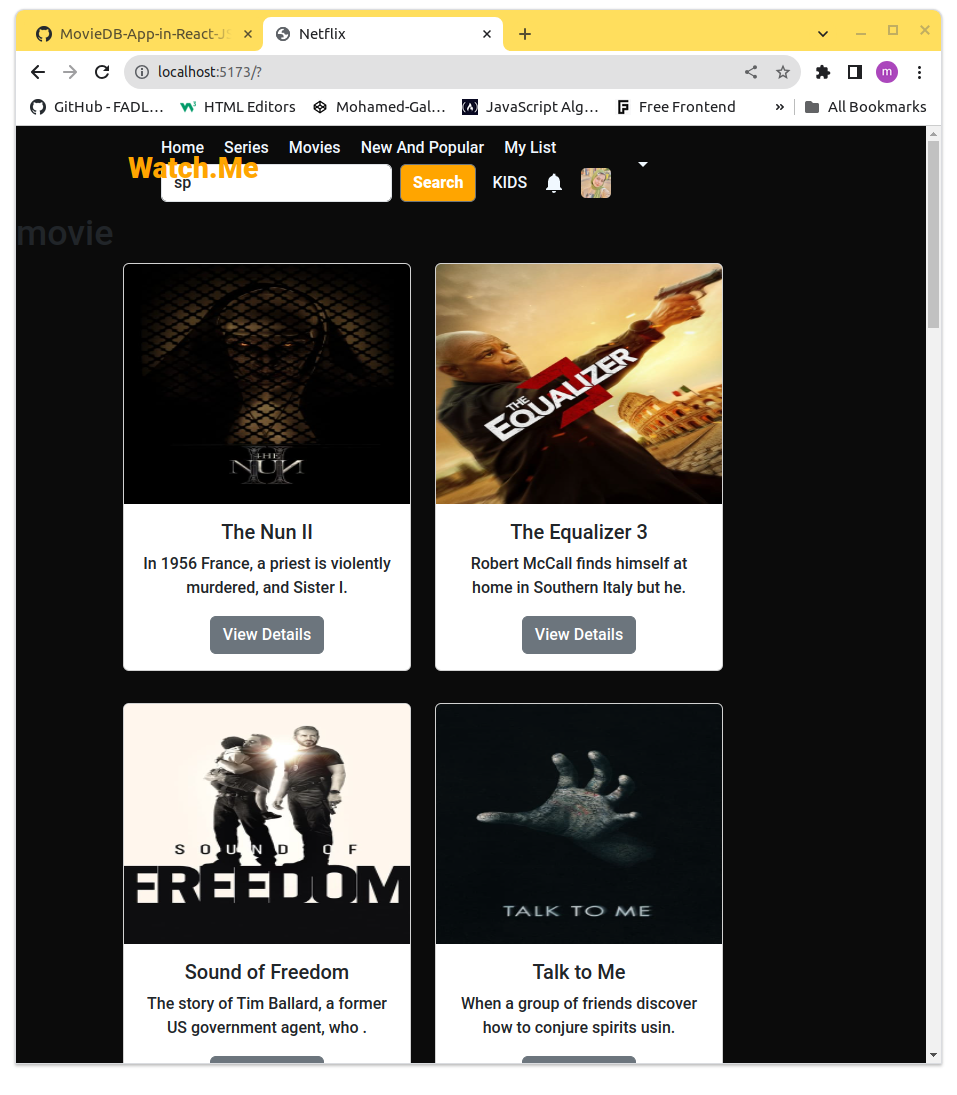 MovieDB-App-in-React-JS
Netflix
localhost:5173/?
m
GitHub - FADL…
HTML Editors
Mohamed-Gal…
JavaScript Alg…
Free Frontend
»
All Bookmarks
Home Series Movies New And Popular My List
Watch.Me
sp
Search
KIDS
movie
THE
NUN
II
THE
EQUALIZER
3
The Nun II
The Equalizer 3
In 1956 France, a priest is violently
murdered, and Sister I.
Robert McCall finds himself at
home in Southern Italy but he.
View Details
View Details
SOUND OF
FREEDOM
TALK TO ME
Sound of Freedom
Talk to Me
The story of Tim Ballard, a former
US government agent, who .
When a group of friends discover
how to conjure spirits usin.